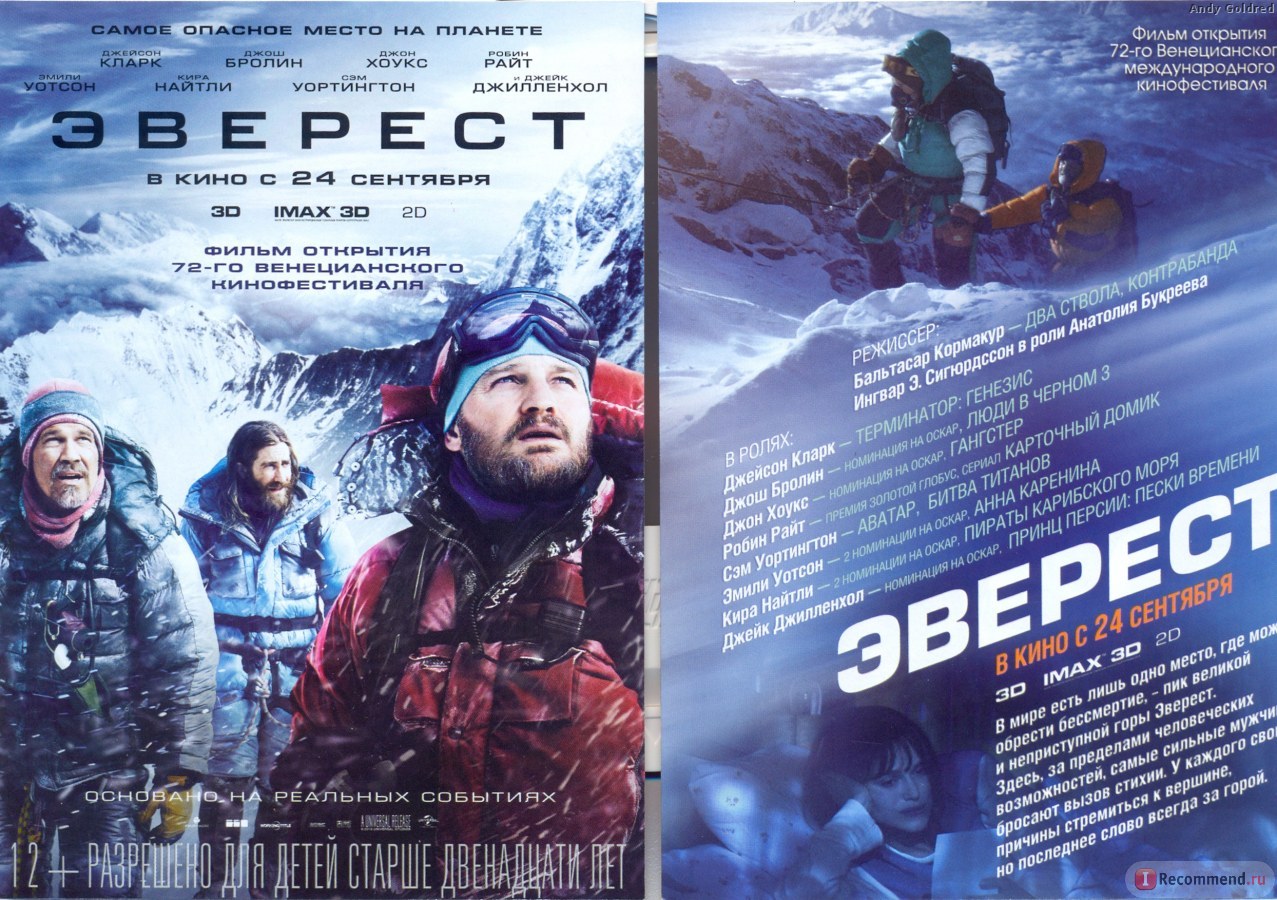 САМОЕ ОПАСНОЕ МЕСТО НА ПЛАНЕТЕ
ДЖЕЙСОН КЛАРК ДЖОШ БРОЛИН ДЖОН ХОУКС РОБИН РАЙТ
ЭМИЛИ УОТСОН КИРА НАЙТЛИ СЭМ УОРТИНГТОН И ДЖЕЙК ДЖИЛЛЕНХОЛ
ЭВЕРЕСТ
В КИНО С 24 СЕНТЯБРЯ
3D IMAX 3D 2D
ФИЛЬМ ОТКРЫТИЯ
72-ГО ВЕНЕЦИАНСКОГО
КИНОФЕСТИВАЛЯ
ОСНОВАНО НА РЕАЛЬНЫХ СОБЫТИЯХ
A UNIVERSAL RELEASE
12 + РАЗРЕШЕНО ДЛЯ ДЕТЕЙ СТАРШЕ ДВЕНАДЦАТИ ЛЕТ
Andy Goldred
Фильм открытия
72-го Венецианског
международного
кинофестиваля
РЕЖИССЕР:
Бальтасар Кормакур – ДВА СТВОЛА, КОНТРАБАНДА
Ингвар Э. Сигюрдссон в роли Анатолия Букреева
В РОЛЯХ:
Джейсон Кларк – ТЕРМИНАТОР: ГЕНЕЗИС
Джош Бролин – НОМИНАЦИЯ НА ОСКАР, ЛЮДИ В ЧЕРНОМ 3
Джон Хоукс – НОМИНАЦИЯ НА ОСКАР, ГАНГСТЕР
Робин Райт – ПРЕМИЯ ЗОЛОТОЙ ГЛОБУС, СЕРИАЛ КАРТОЧНЫЙ ДОМИК
Сэм Уортингтон – АВАТАР, БИТВА ТИТАНОВ
Эмили Уотсон – 2 НОМИНАЦИИ НА ОСКАР, АННА КАРЕНИНА
Кира Найтли – 2 НОМИНАЦИИ НА ОСКАР, ПИРАТЫ КАРИБСКОГО МОРЯ
Джейк Джилленхол – НОМИНАЦИЯ НА ОСКАР, ПРИНЦ ПЕРСИИ: ПЕСКИ ВРЕМЕНИ
ЭВЕРЕСТ
В КИНО С 24 СЕНТЯБРЯ
3D IMAX 3D 2D
В мире есть лишь одно место, где мож
обрести бессмертие, - пик великой
и неприступной горы Эверест.
Здесь, за пределами человеческих
возможностей, самые сильные мужчи
бросают вызов стихии. У каждого сво
причины стремиться к вершине,
но последнее слово всегда за горой.
I Recommend.ru